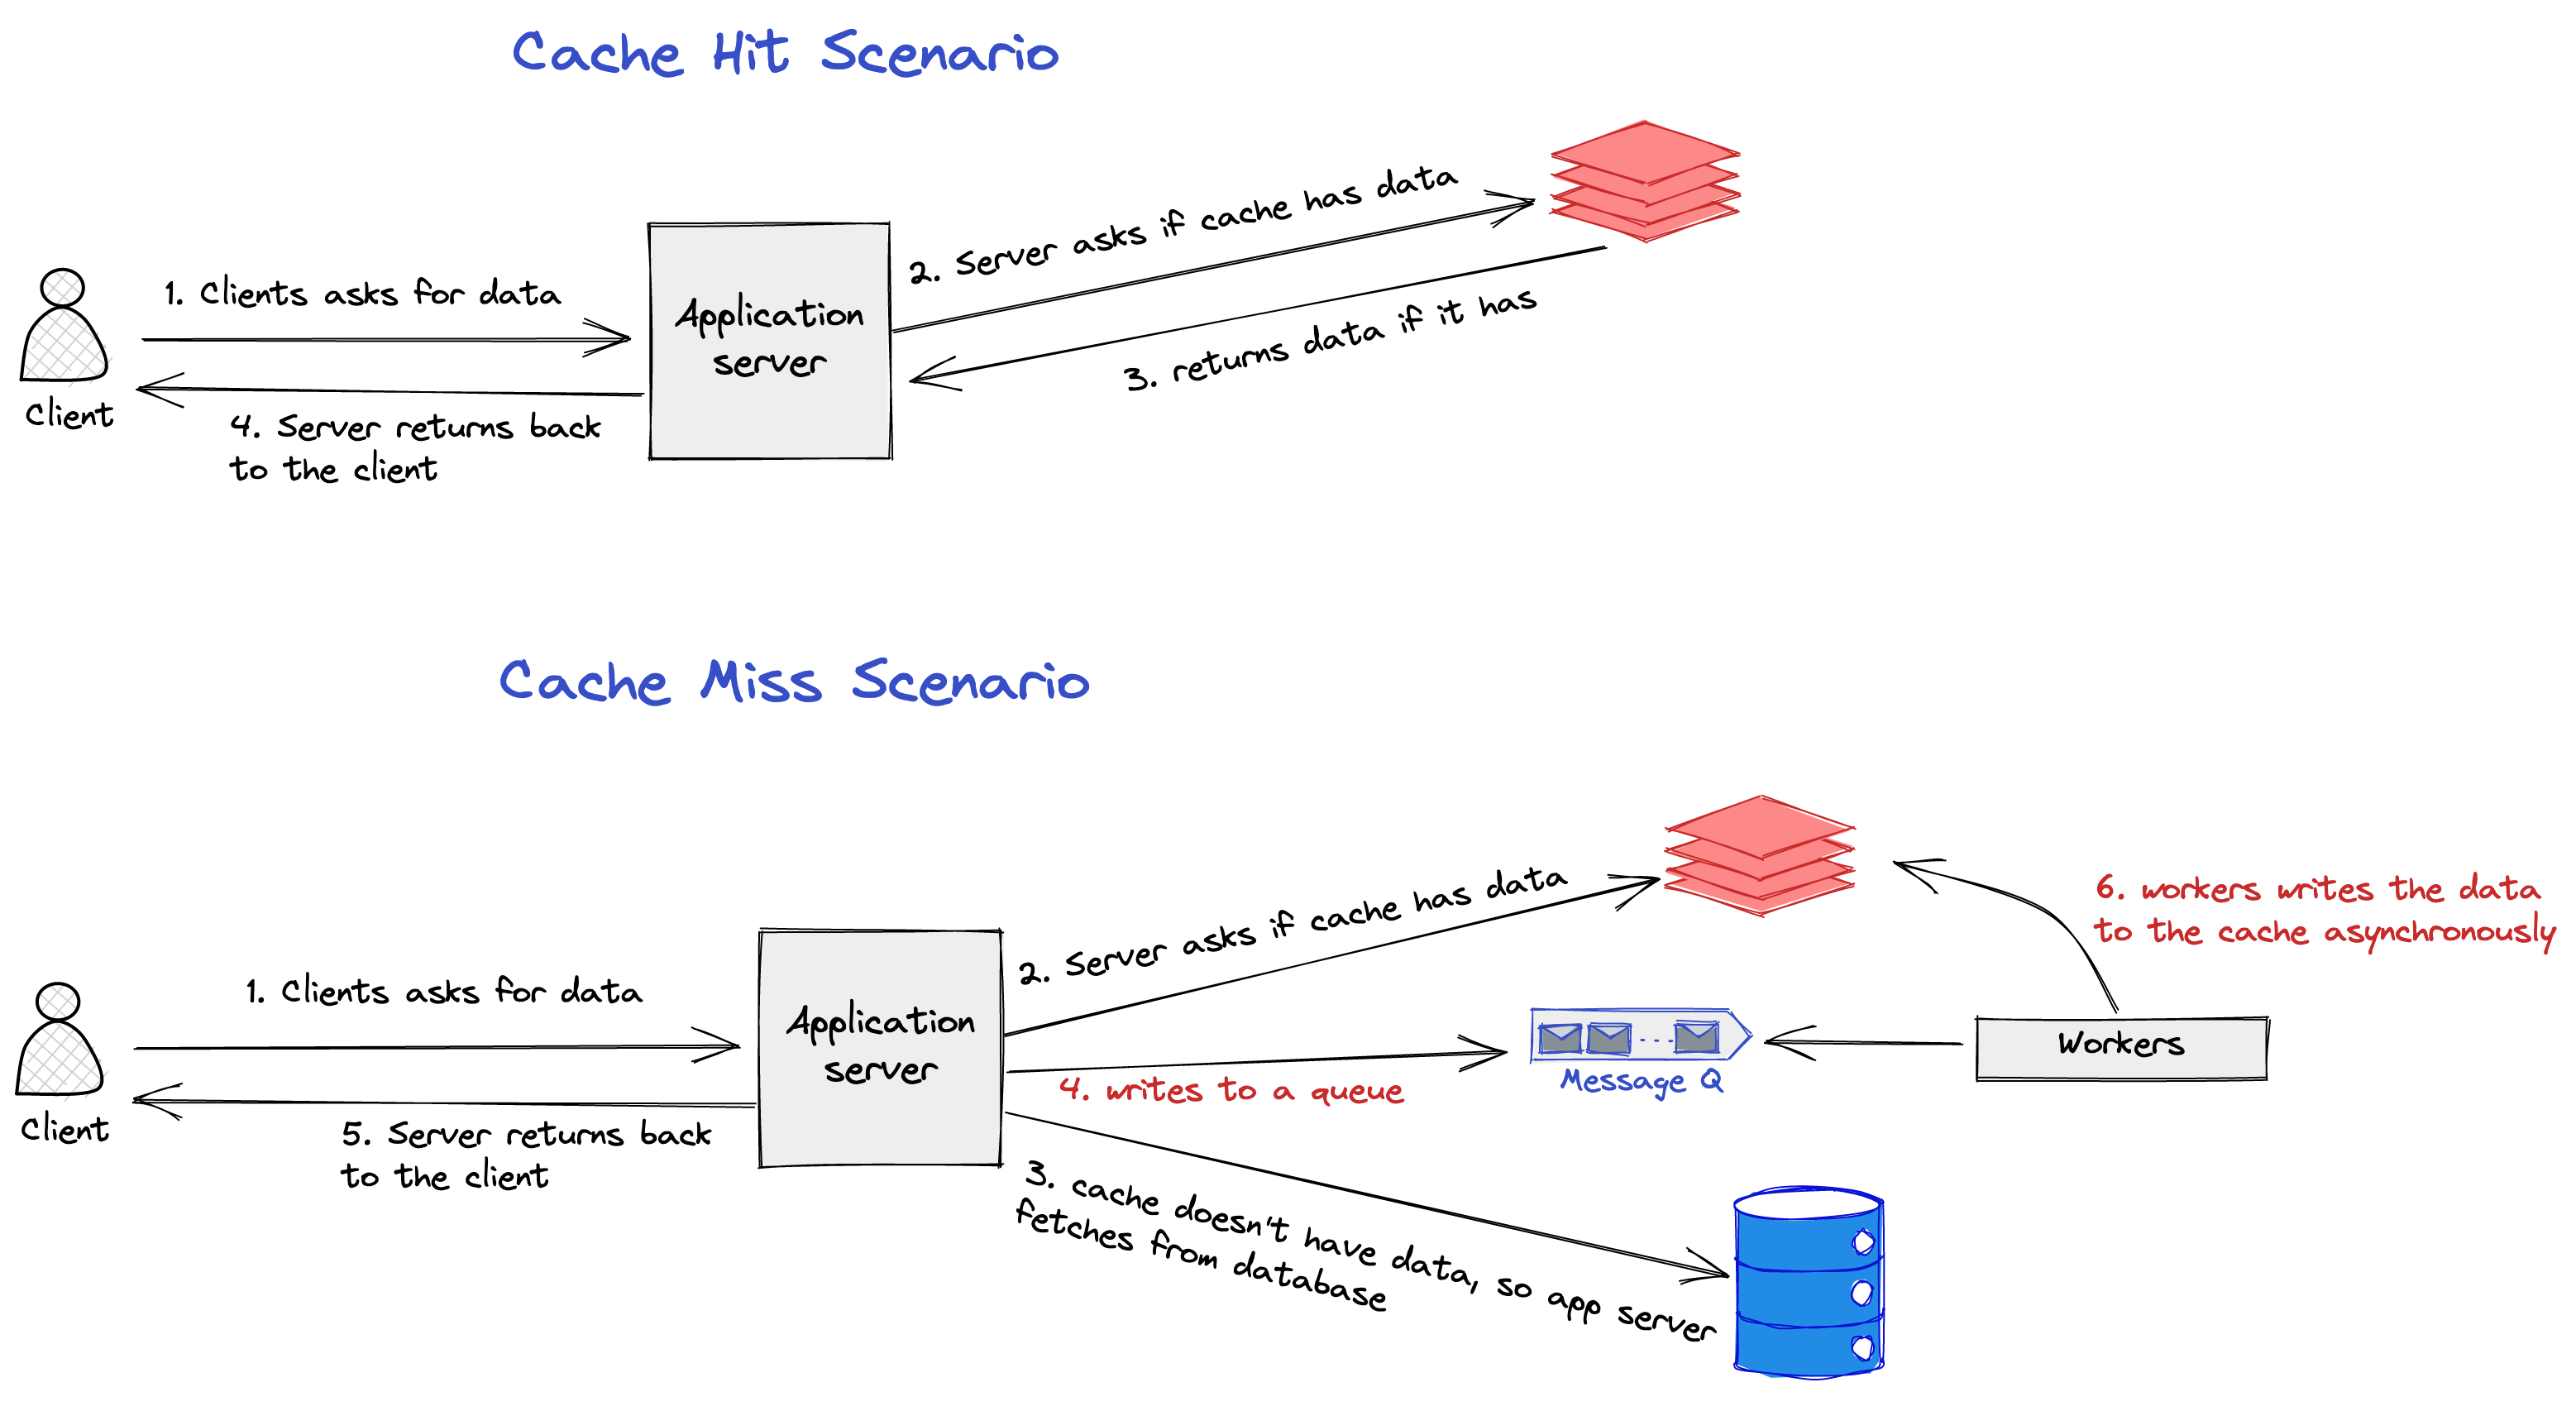 Cache Hit Scenario
1. Clients asks for data
2. Server asks if cache has data
3. returns data if it has
Application
server
Client
4. Server returns back
to the client
Cache Miss Scenario
1. Clients asks for data
2. Server asks if cache has data
6. workers writes the data
to the cache asynchronously
Application
server
Workers
4. writes to a queue
Message Q
Client
5. Server returns back
to the client
3. cache doesn't have data, so app server
fetches from database